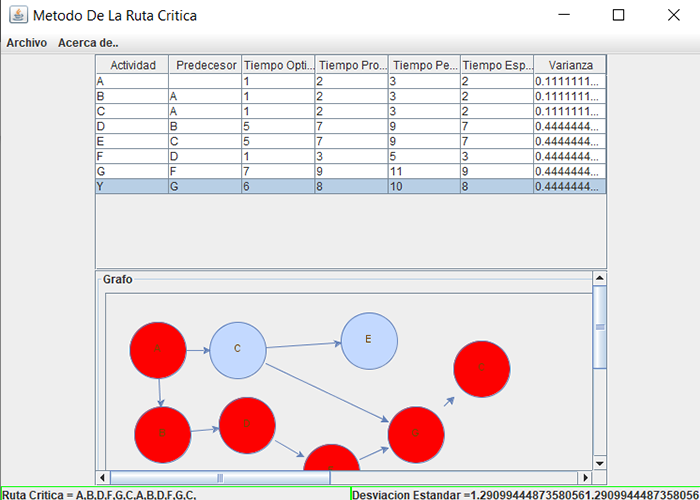 Metodo De La Ruta Critica
Archivo Acerca de..
Actividad Predecesor Tiempo Opti... Tiempo Pro... Tiempo Pe... Tiempo Esp... Varianza
A 1 2 3 2 0.1111111...
B A 1 2 3 2 0.1111111...
C A 1 2 3 2 0.1111111...
D B 5 7 9 7 0.4444444...
E C 5 7 9 7 0.4444444...
F D 1 3 5 3 0.4444444...
G F 7 9 11 9 0.4444444...
Y G 6 8 10 8 0.4444444...
Grafo
E
C
Ruta Critica = A,B,D,F,G,C,A,B,D,F,G,C, Desviacion Estandar =1.2909944487358056­1.2909944487358056